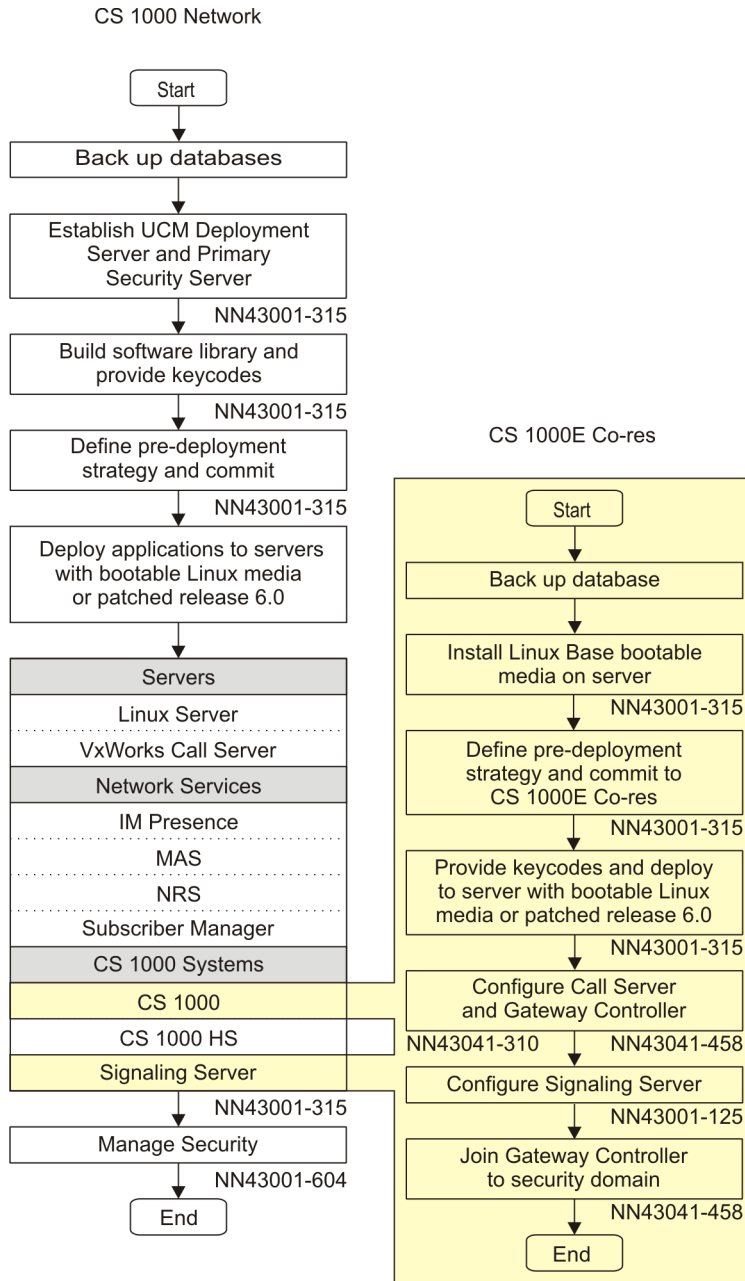 CS 1000 Network
Start
Back up databases
Establish UCM Deployment
Server and Primary
Security Server
NN43001-315
Build software library and
provide keycodes
NN43001-315
Define pre-deployment
strategy and commit
NN43001-315
Deploy applications to servers
with bootable Linux media
or patched release 6.0
Servers
Linux Server
VxWorks Call Server
Network Services
IM Presence
MAS
NRS
Subscriber Manager
CS 1000 Systems
CS 1000
CS 1000 HS
Signaling Server
NN43001-315
Manage Security
NN43001-604
End
CS 1000E Co-res
Start
Back up database
Install Linux Base bootable
media on server
NN43001-315
Define pre-deployment
strategy and commit to
CS 1000E Co-res
NN43001-315
Provide keycodes and deploy
to server with bootable Linux
media or patched release 6.0
NN43001-315
Configure Call Server
and Gateway Controller
NN43041-310 NN43041-458
Configure Signaling Server
NN43001-125
Join Gateway Controller
to security domain
NN43041-458
End